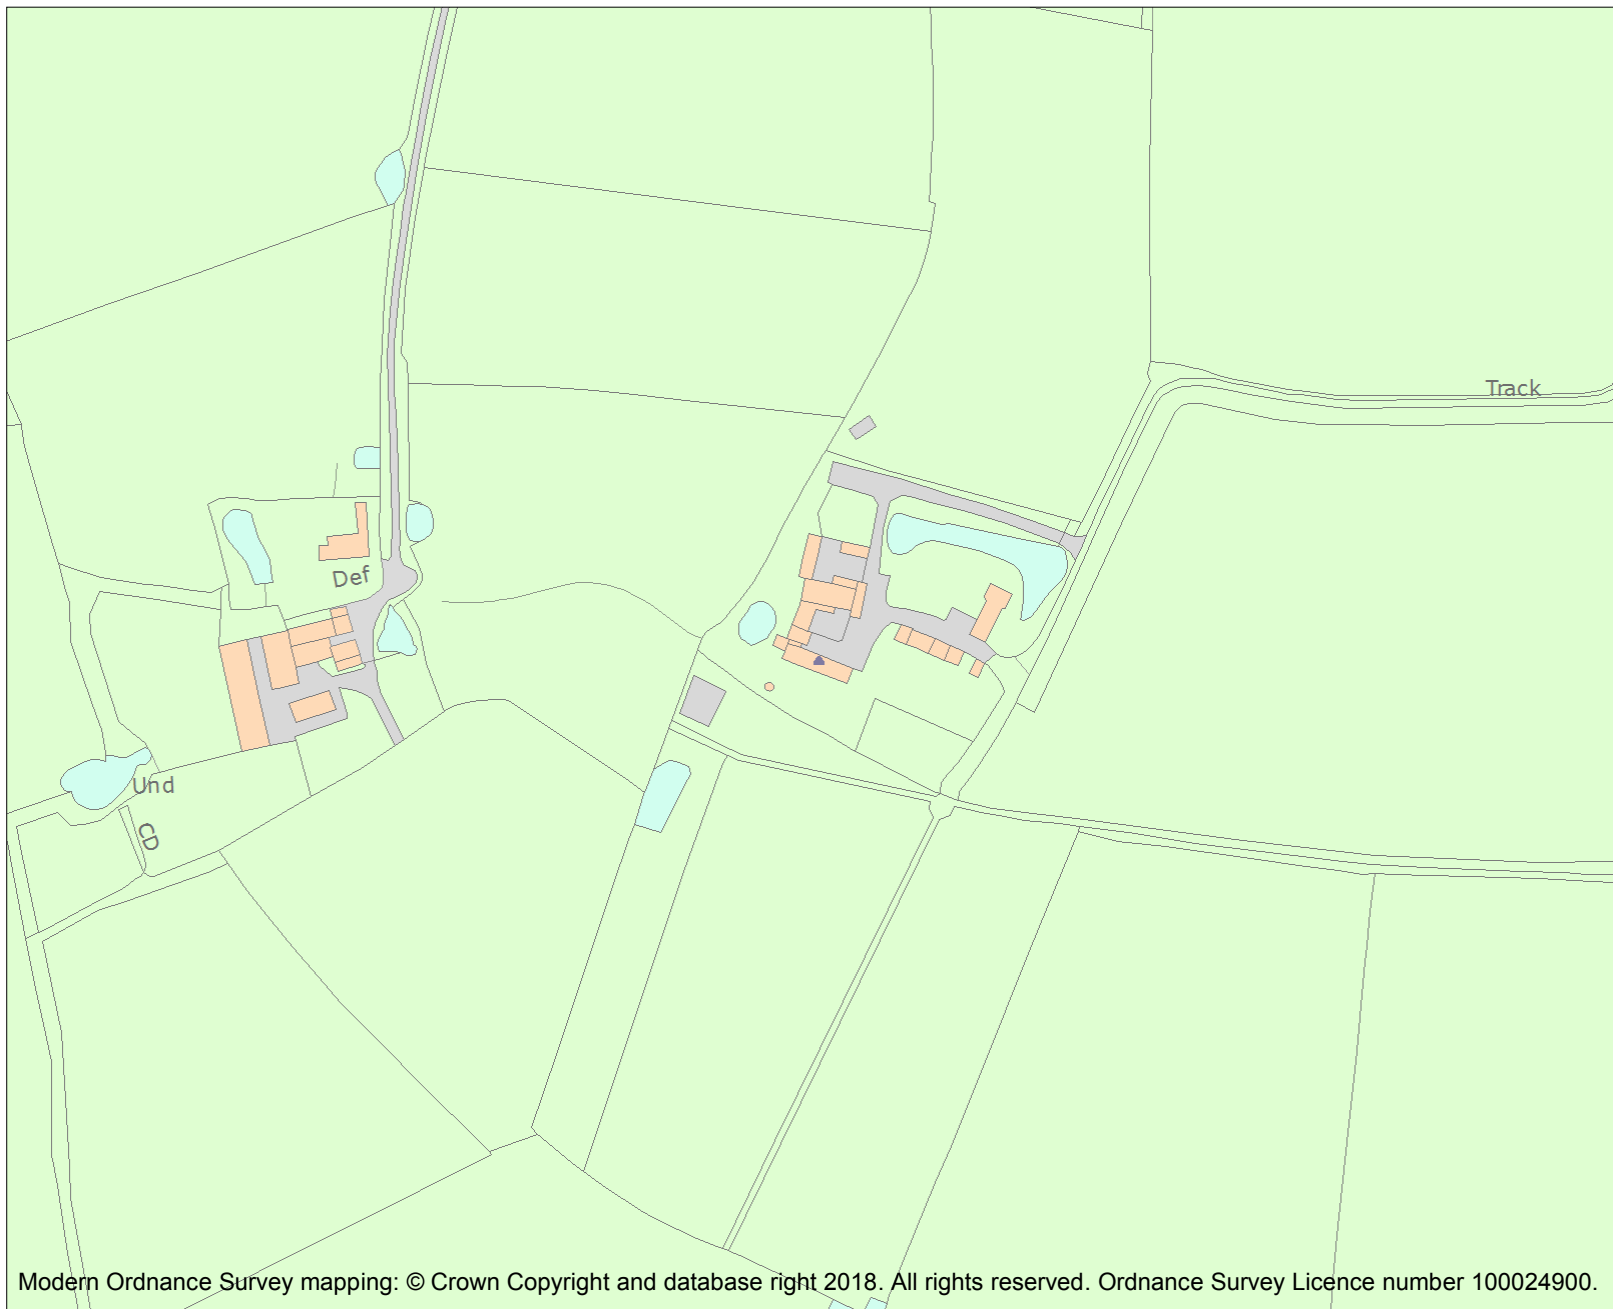 Track
Def
Und
CD
Modern Ordnance Survey mapping: © Crown Copyright and database right 2018. All rights reserved. Ordnance Survey Licence number 100024900.